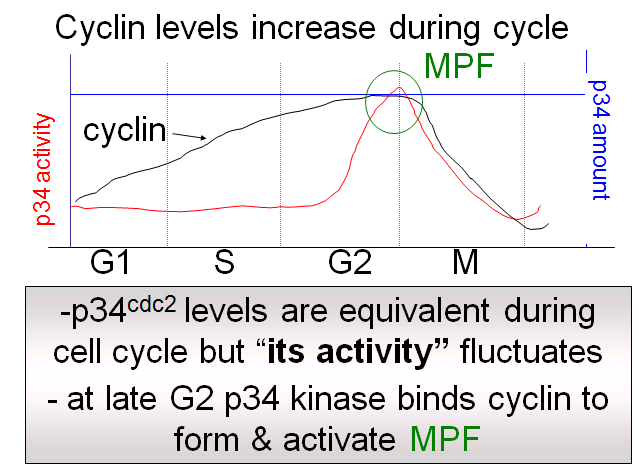 Cyclin levels increase during cycle
MPF
cyclin
p34 activity
p34 amount
G1 S G2 M
-p34cdc2 levels are equivalent during
cell cycle but “its activity” fluctuates
- at late G2 p34 kinase binds cyclin to
form & activate MPF